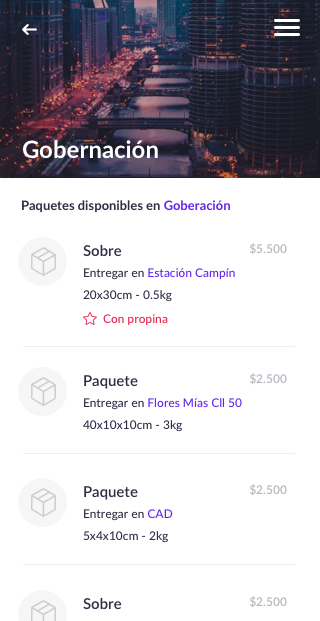 Gobernación
Paquetes disponibles en Goberación
Sobre $5.500
Entregar en Estación Campín
20x30cm - 0.5kg
Con propina
Paquete $2.500
Entregar en Flores Mías Cll 50
40x10x10cm - 3kg
Paquete $2.500
Entregar en CAD
5x4x10cm - 2kg
Sobre $2.500